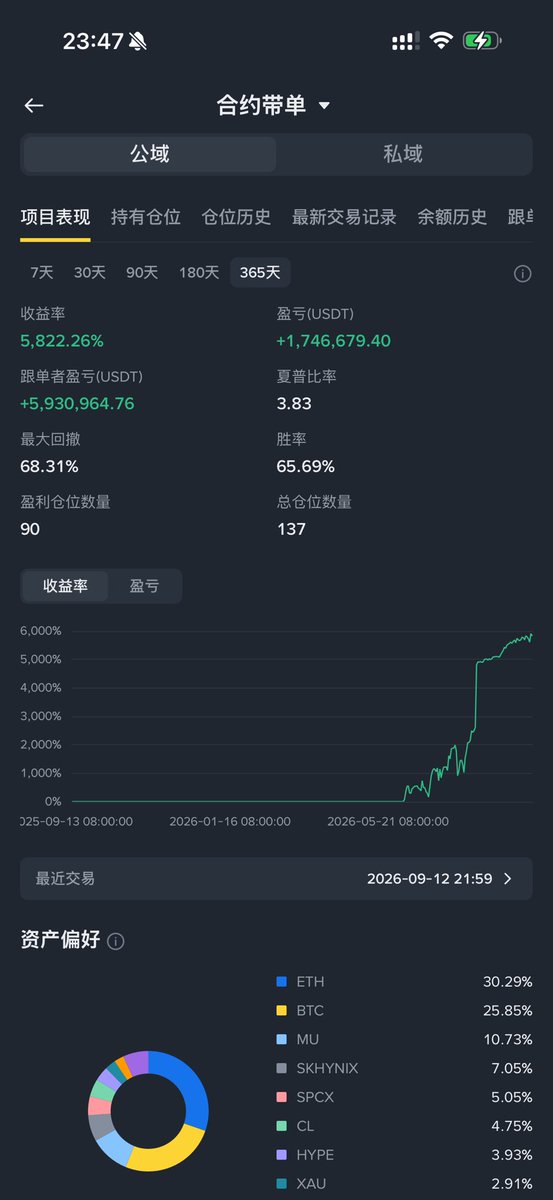 23:47
合约带单
公域 私域
项目表现 持有仓位 仓位历史 最新交易记录 余额历史 跟单
7天 30天 90天 180天 365天
收益率 盈亏(USDT)
5,822.26% +1,746,679.40
跟单者盈亏(USDT) 夏普比率
+5,930,964.76 3.83
最大回撤 胜率
68.31% 65.69%
盈利仓位数量 总仓位数量
90 137
收益率 盈亏
6,000%
5,000%
4,000%
3,000%
2,000%
1,000%
0%
025-09-13 08:00:00 2026-01-16 08:00:00 2026-05-21 08:00:00
最近交易 2026-09-12 21:59
资产偏好
ETH 30.29%
BTC 25.85%
MU 10.73%
SKHYNIX 7.05%
SPCX 5.05%
CL 4.75%
HYPE 3.93%
XAU 2.91%